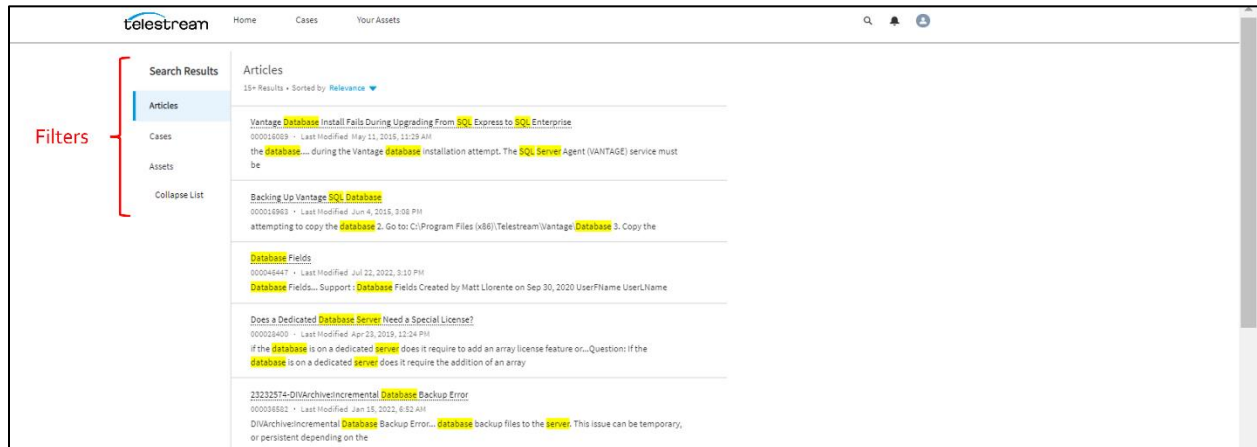 telestream Home Cases Your Assets
Filters
Search Results
Articles
Cases
Assets
Collapse List
Articles
15+ Results • Sorted by Relevance
Vantage Database Install Fails During Upgrading From SQL Express to SQL Enterprise
000016089 • Last Modified May 11, 2015, 11:29 AM
the database.... during the Vantage database installation attempt. The SQL Server Agent (VANTAGE) service must
be
Backing Up Vantage SQL Database
000016963 • Last Modified Jun 4, 2015, 3:08 PM
attempting to copy the database 2. Go to: C:\Program Files (x86)\Telestream\Vantage\Database 3. Copy the
Database Fields
000046447 • Last Modified Jul 22, 2022, 3:10 PM
Database Fields... Support : Database Fields Created by Matt Llorente on Sep 30, 2020 UserFName UserLName
Does a Dedicated Database Server Need a Special License?
000028400 • Last Modified Apr 23, 2019, 12:24 PM
if the database is on a dedicated server does it require to add an array license feature or...Question: If the
database is on a dedicated server does it require the addition of an array
23232574-DIVArchive:Incremental Database Backup Error
000036582 • Last Modified Jan 15, 2022, 6:52 AM
DIVArchive:Incremental Database Backup Error... database backup files to the server. This issue can be temporary,
or persistent depending on the